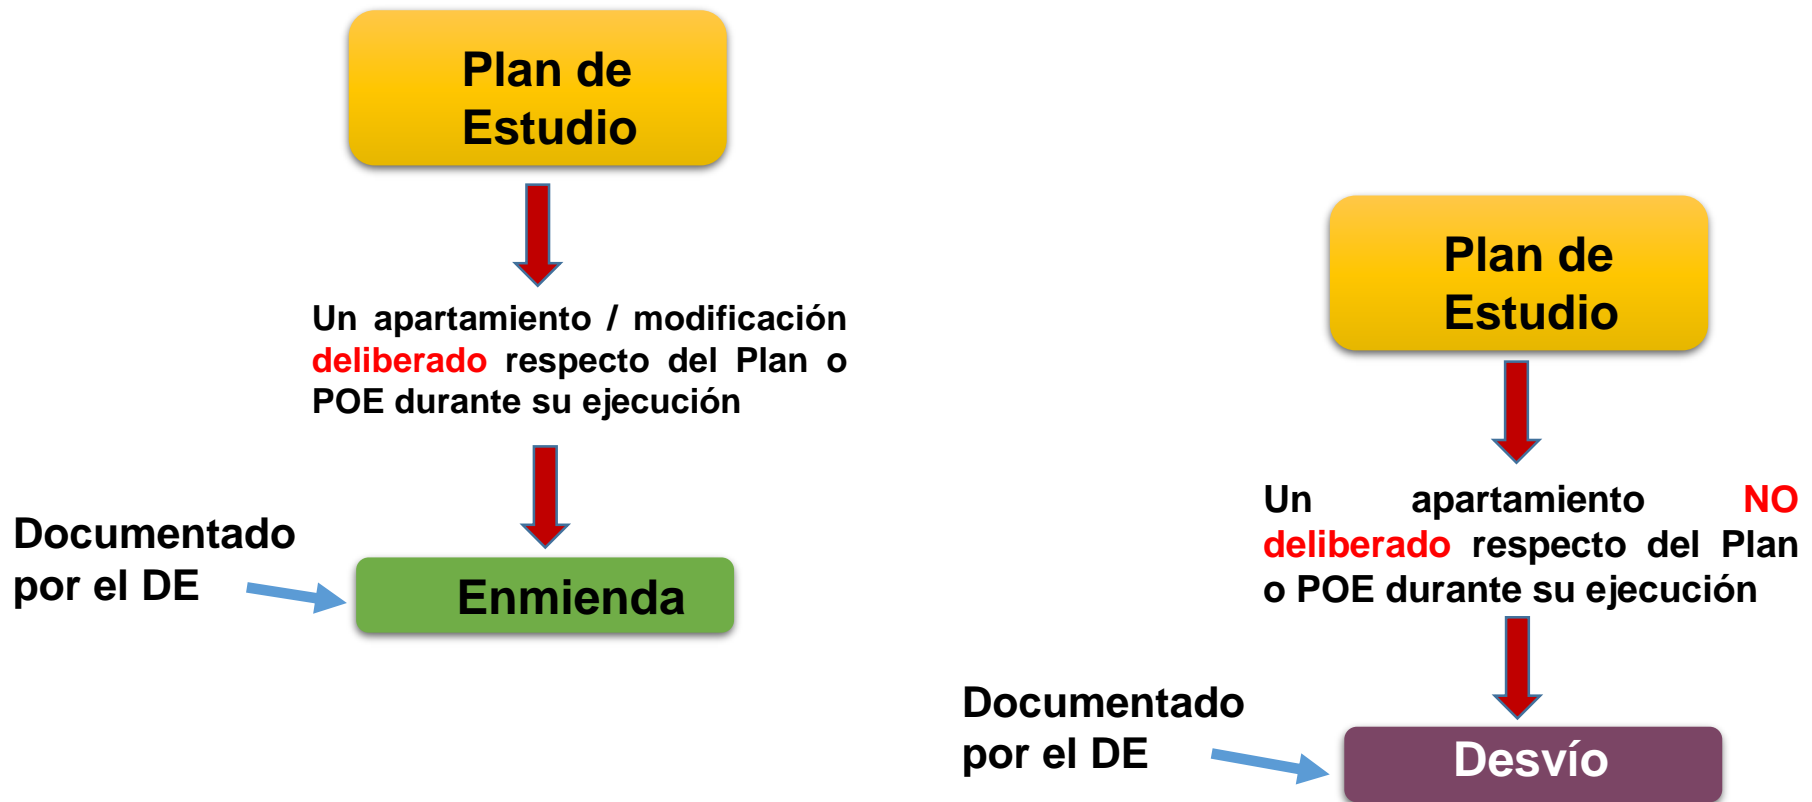 Plan de
Estudio
Un apartamiento / modificación
deliberado respecto del Plan o
POE durante su ejecución
Documentado
por el DE
Enmienda
Plan de
Estudio
Un apartamiento NO
deliberado respecto del Plan
o POE durante su ejecución
Documentado
por el DE
Desvío